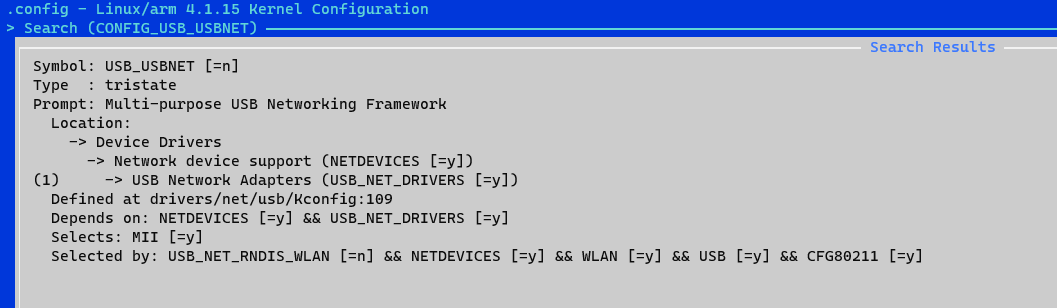 .config - Linux/arm 4.1.15 Kernel Configuration
> Search (CONFIG_USB_USBNET)
Search Results
Symbol: USB_USBNET [=n]
Type  : tristate
Prompt: Multi-purpose USB Networking Framework
  Location:
    -> Device Drivers
      -> Network device support (NETDEVICES [=y])
(1)     -> USB Network Adapters (USB_NET_DRIVERS [=y])
  Defined at drivers/net/usb/Kconfig:109
  Depends on: NETDEVICES [=y] && USB_NET_DRIVERS [=y]
  Selects: MII [=y]
  Selected by: USB_NET_RNDIS_WLAN [=n] && NETDEVICES [=y] && WLAN [=y] && USB [=y] && CFG80211 [=y]